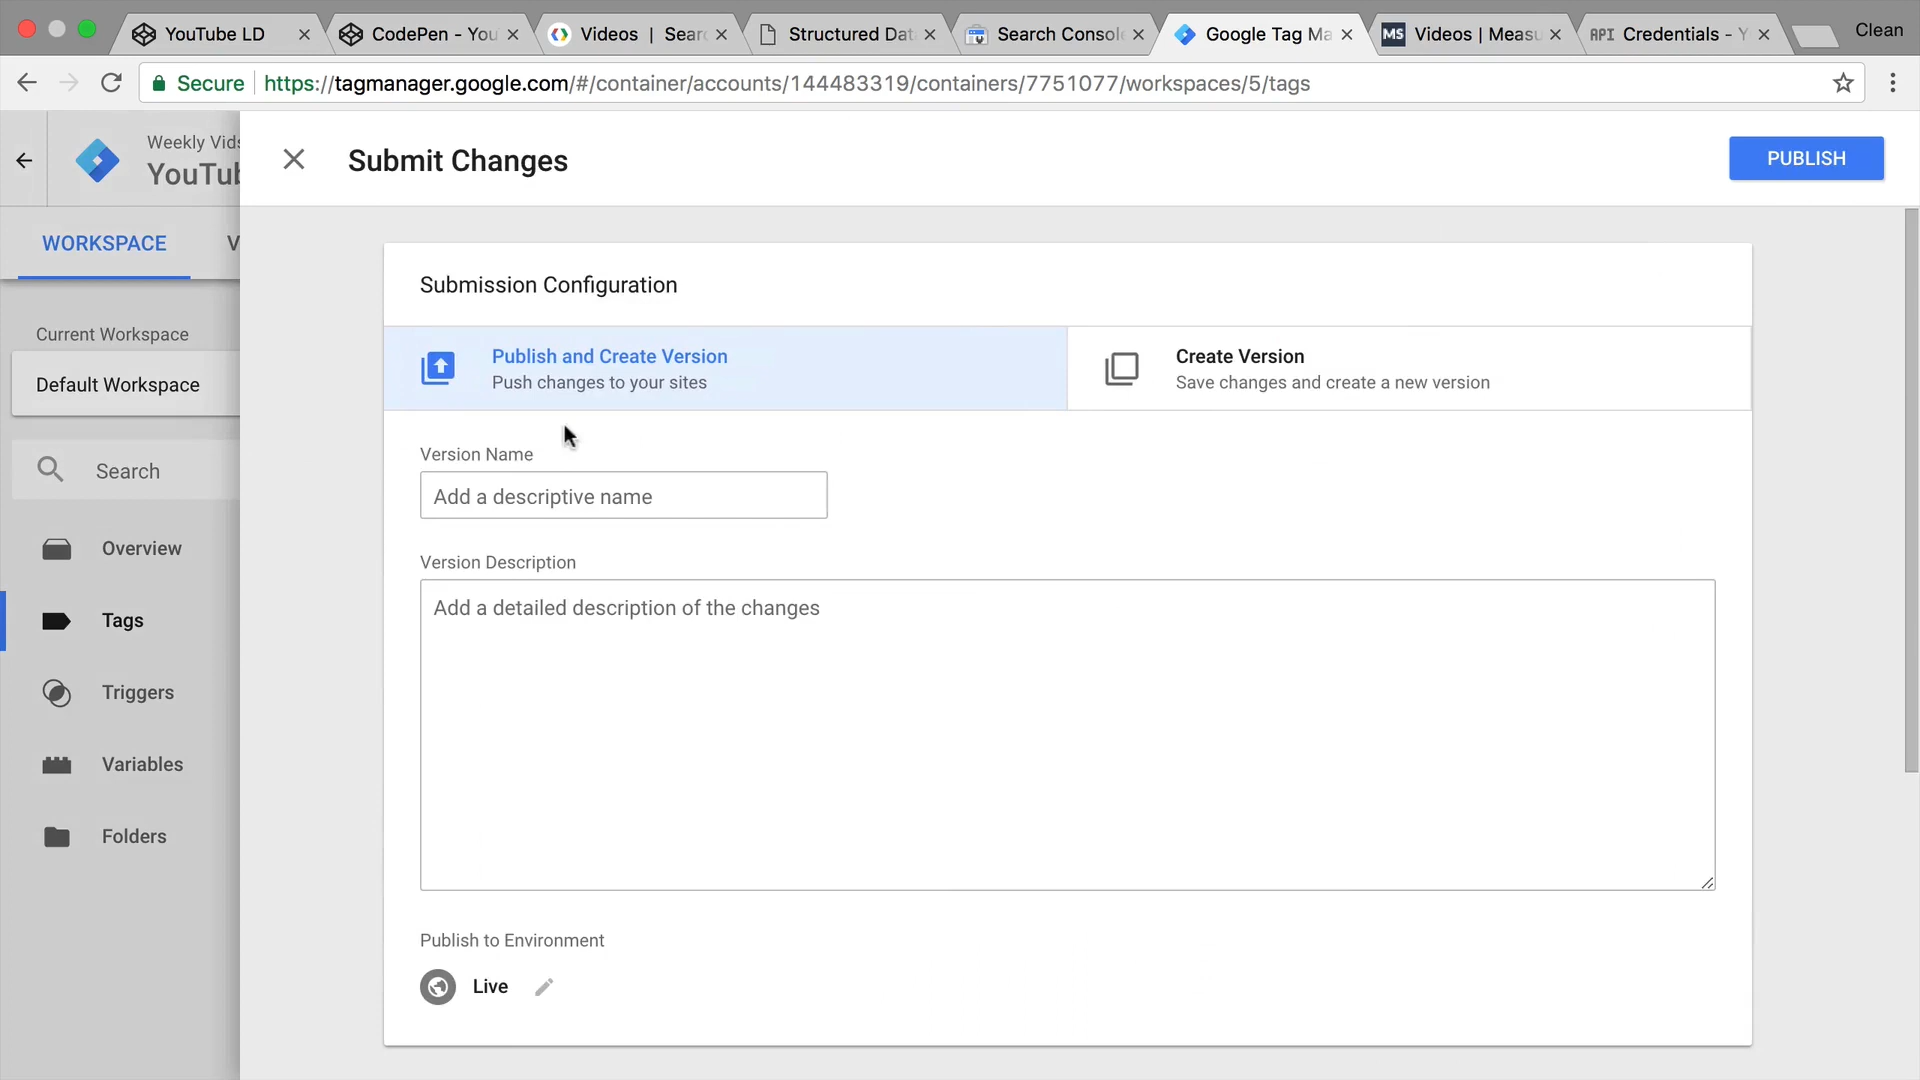 YouTube LD
CodePen - You
Videos | Sear
Structured Dat
Search Consol
Google Tag Ma
MS Videos | Measu
API Credentials - Y
Clean
Secure https://tagmanager.google.com/#/container/accounts/144483319/containers/7751077/workspaces/5/tags
Weekly Vids
YouTub
Submit Changes
PUBLISH
WORKSPACE
V
Submission Configuration
Current Workspace
Default Workspace
Publish and Create Version
Push changes to your sites
Create Version
Save changes and create a new version
Search
Version Name
Add a descriptive name
Overview
Tags
Triggers
Variables
Folders
Version Description
Add a detailed description of the changes
Publish to Environment
Live